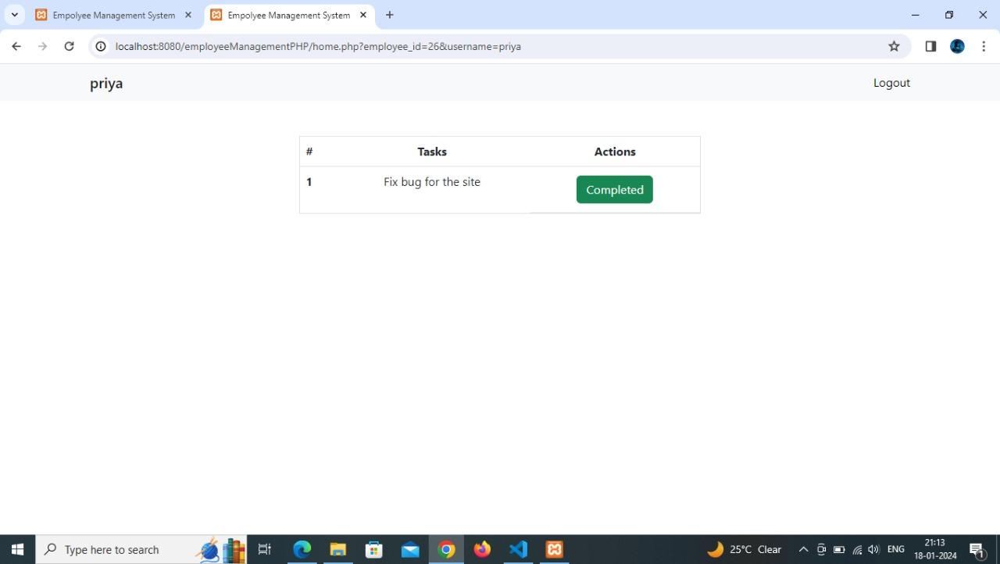 Empolyee Management System
Empolyee Management System
localhost:8080/employeeManagementPHP/home.php?employee_id=26&username=priya
priya
Logout
# Tasks Actions
1 Fix bug for the site Completed
Type here to search
25°C Clear
ENG
21:13
18-01-2024
1